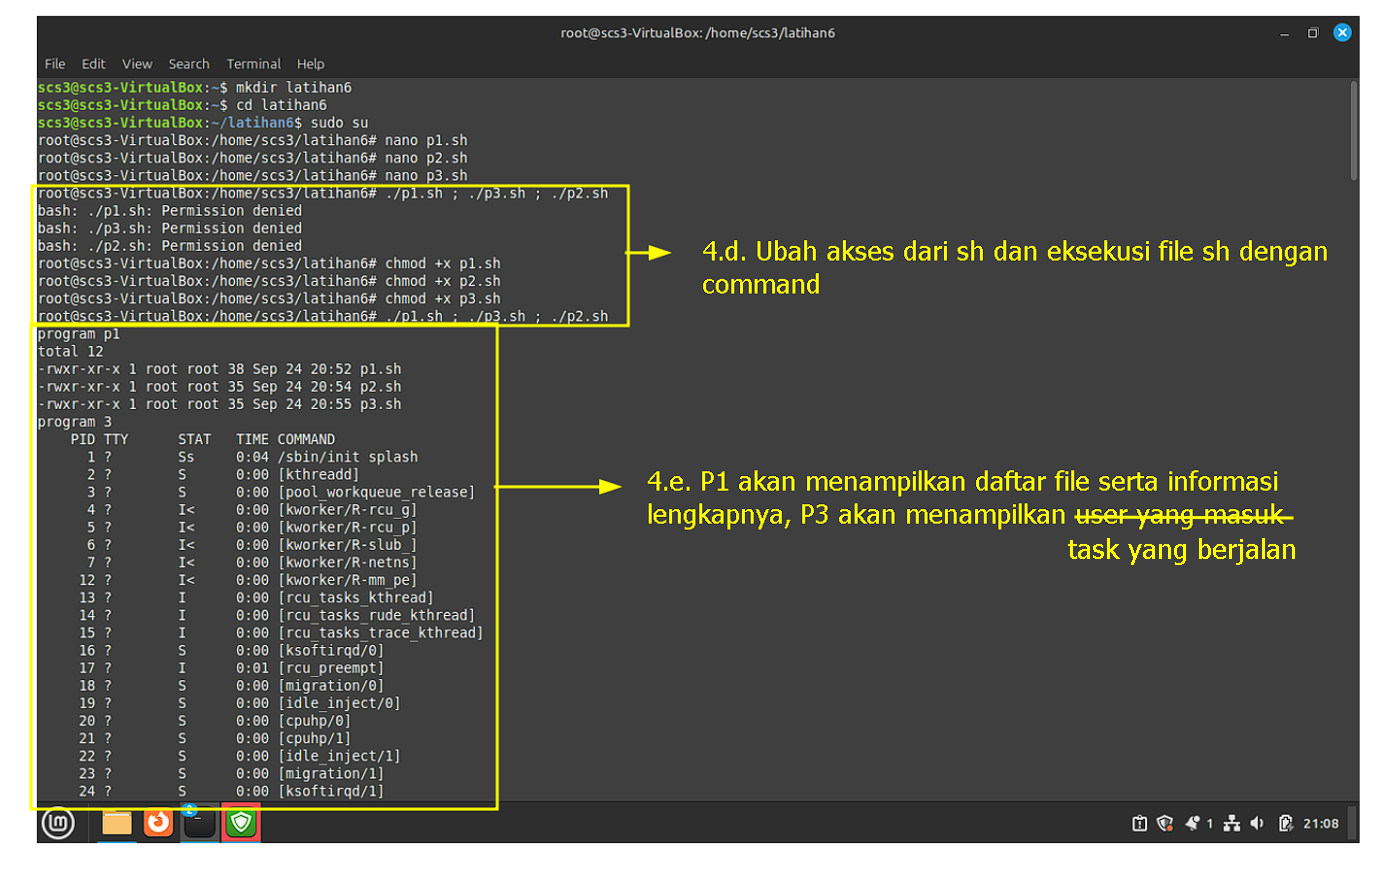 root@scs3-VirtualBox: /home/scs3/latihan6
File Edit View Search Terminal Help
scs3@scs3-VirtualBox:~$ mkdir latihan6
scs3@scs3-VirtualBox:~$ cd latihan6
scs3@scs3-VirtualBox:~/latihan6$ sudo su
root@scs3-VirtualBox:/home/scs3/latihan6# nano p1.sh
root@scs3-VirtualBox:/home/scs3/latihan6# nano p2.sh
root@scs3-VirtualBox:/home/scs3/latihan6# nano p3.sh
root@scs3-VirtualBox:/home/scs3/latihan6# ./p1.sh ; ./p3.sh ; ./p2.sh
bash: ./p1.sh: Permission denied
bash: ./p3.sh: Permission denied
bash: ./p2.sh: Permission denied
root@scs3-VirtualBox:/home/scs3/latihan6# chmod +x p1.sh
root@scs3-VirtualBox:/home/scs3/latihan6# chmod +x p2.sh
root@scs3-VirtualBox:/home/scs3/latihan6# chmod +x p3.sh
root@scs3-VirtualBox:/home/scs3/latihan6# ./p1.sh ; ./p3.sh ; ./p2.sh
4.d. Ubah akses dari sh dan eksekusi file sh dengan
command
program p1
total 12
-rwxr-xr-x 1 root root 38 Sep 24 20:52 p1.sh
-rwxr-xr-x 1 root root 35 Sep 24 20:54 p2.sh
-rwxr-xr-x 1 root root 35 Sep 24 20:55 p3.sh
program 3
PID TTY STAT TIME COMMAND
1 ? Ss 0:04 /sbin/init splash
2 ? S 0:00 [kthreadd]
3 ? S 0:00 [pool_workqueue_release]
4 ? I< 0:00 [kworker/R-rcu_g]
5 ? I< 0:00 [kworker/R-rcu_p]
6 ? I< 0:00 [kworker/R-slub_]
7 ? I< 0:00 [kworker/R-netns]
12 ? I< 0:00 [kworker/R-mm_pe]
13 ? I 0:00 [rcu_tasks_kthread]
14 ? I 0:00 [rcu_tasks_rude_kthread]
15 ? I 0:00 [rcu_tasks_trace_kthread]
16 ? S 0:00 [ksoftirqd/0]
17 ? I 0:01 [rcu_preempt]
18 ? S 0:00 [migration/0]
19 ? S 0:00 [idle_inject/0]
20 ? S 0:00 [cpuhp/0]
21 ? S 0:00 [cpuhp/1]
22 ? S 0:00 [idle_inject/1]
23 ? S 0:00 [migration/1]
24 ? S 0:00 [ksoftirqd/1]
4.e. P1 akan menampilkan daftar file serta informasi
lengkapnya, P3 akan menampilkan user yang masuk
task yang berjalan
2
1
21:08